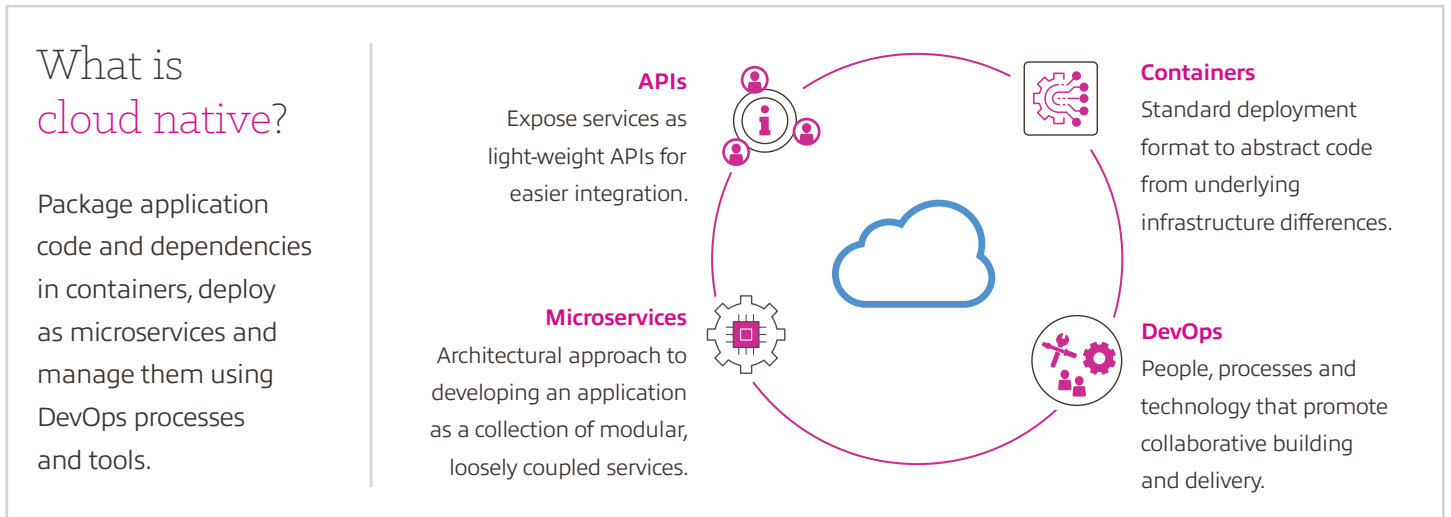 What is
cloud native?
Package application
code and dependencies
in containers, deploy
as microservices and
manage them using
DevOps processes
and tools.
APIs
Expose services as
light-weight APIs for
easier integration.
Containers
Standard deployment
format to abstract code
from underlying
infrastructure differences.
Microservices
Architectural approach to
developing an application
as a collection of modular,
loosely coupled services.
DevOps
People, processes and
technology that promote
collaborative building
and delivery.